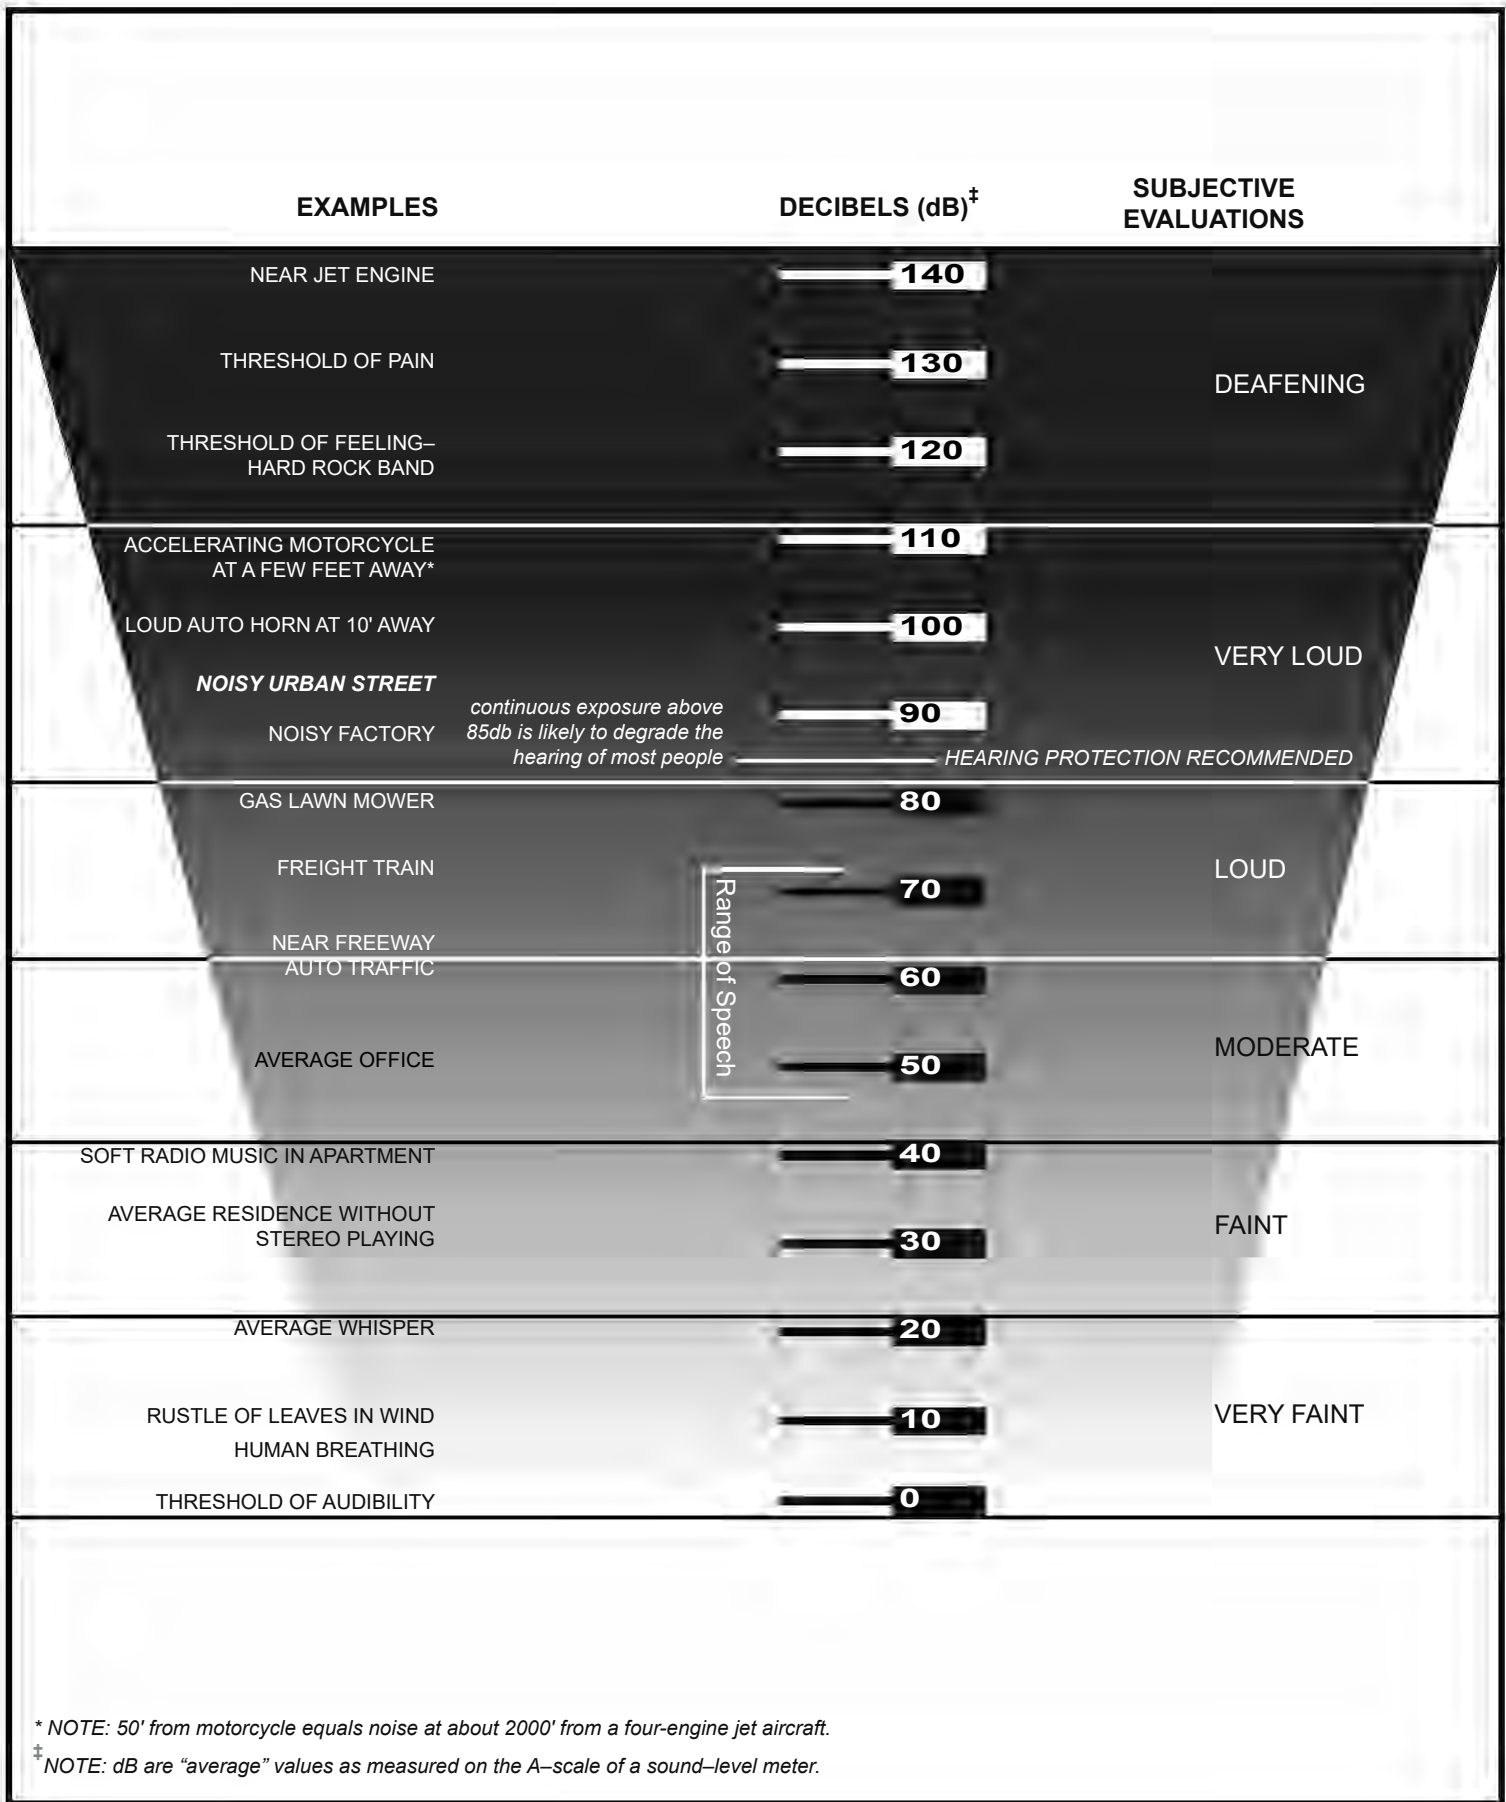 EXAMPLES
DECIBELS (dB)‡
SUBJECTIVE
EVALUATIONS
NEAR JET ENGINE
140
THRESHOLD OF PAIN
130
DEAFENING
THRESHOLD OF FEELING–
HARD ROCK BAND
120
ACCELERATING MOTORCYCLE
AT A FEW FEET AWAY*
110
LOUD AUTO HORN AT 10' AWAY
100
VERY LOUD
NOISY URBAN STREET
NOISY FACTORY
continuous exposure above
85db is likely to degrade the
hearing of most people
90
HEARING PROTECTION RECOMMENDED
GAS LAWN MOWER
80
FREIGHT TRAIN
LOUD
Range of Speech
70
NEAR FREEWAY
AUTO TRAFFIC
60
AVERAGE OFFICE
50
MODERATE
SOFT RADIO MUSIC IN APARTMENT
40
AVERAGE RESIDENCE WITHOUT
STEREO PLAYING
30
FAINT
AVERAGE WHISPER
20
RUSTLE OF LEAVES IN WIND
10
VERY FAINT
HUMAN BREATHING
THRESHOLD OF AUDIBILITY
0
* NOTE: 50' from motorcycle equals noise at about 2000' from a four-engine jet aircraft.
‡ NOTE: dB are “average” values as measured on the A–scale of a sound–level meter.